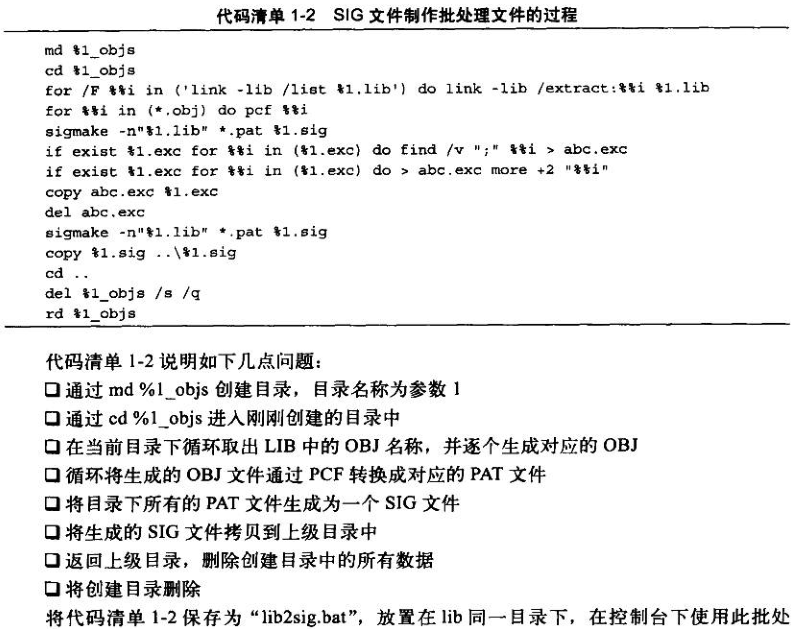 代码清单 1-2 SIG 文件制作批处理文件的过程
md %1_objs
cd %1_objs
for /F %%i in ('link -lib /list %1.lib') do link -lib /extract:%%i %1.lib
for %%i in (*.obj) do pcf %%i
sigmake -n"%1.lib" *.pat %1.sig
if exist %1.exc for %%i in (%1.exc) do find /v ";" %%i > abc.exc
if exist %1.exc for %%i in (%1.exc) do > abc.exc more +2 "%%i"
copy abc.exc %1.exc
del abc.exc
sigmake -n"%1.lib" *.pat %1.sig
copy %1.sig ..\%1.sig
cd ..
del %1_objs /s /q
rd %1_objs
代码清单 1-2 说明如下几点问题：
❑ 通过 md %1_objs 创建目录，目录名称为参数 1
❑ 通过 cd %1_objs 进入刚刚创建的目录中
❑ 在当前目录下循环取出 LIB 中的 OBJ 名称，并逐个生成对应的 OBJ
❑ 循环将生成的 OBJ 文件通过 PCF 转换成对应的 PAT 文件
❑ 将目录下所有的 PAT 文件生成为一个 SIG 文件
❑ 将生成的 SIG 文件拷贝到上级目录中
❑ 返回上级目录，删除创建目录中的所有数据
❑ 将创建目录删除
将代码清单 1-2 保存为“lib2sig.bat”，放置在 lib 同一目录下，在控制台下使用此批处